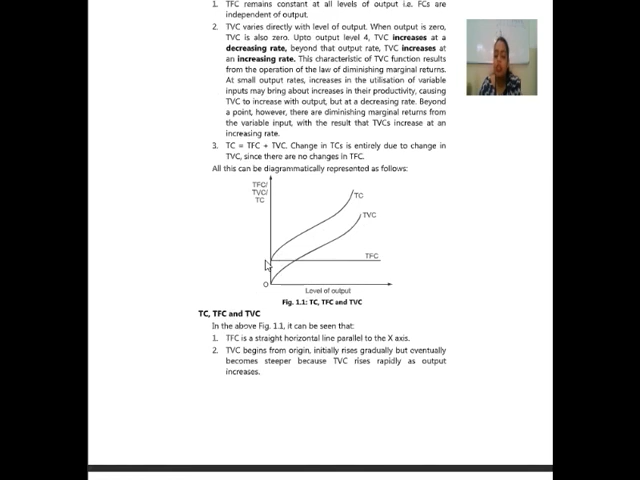 1. TFC remains constant at all levels of output i.e. FCs are
independent of output.
2. TVC varies directly with level of output. When output is zero,
TVC is also zero. Upto output level 4, TVC increases at a
decreasing rate, beyond that output rate, TVC increases at
an increasing rate. This characteristic of TVC function results
from the operation of the law of diminishing marginal returns.
At small output rates, increases in the utilisation of variable
inputs may bring about increases in their productivity, causing
TVC to increase with output, but at a decreasing rate. Beyond
a point, however, there are diminishing marginal returns from
the variable input, with the result that TVCs increase at an
increasing rate.
3. TC = TFC + TVC. Change in TCs is entirely due to change in
TVC, since there are no changes in TFC.
All this can be diagrammatically represented as follows:
TFC/
TVC/
TC
TC
TVC
TFC
O
Level of output
Fig. 1.1: TC, TFC and TVC
TC, TFC and TVC
In the above Fig. 1.1, it can be seen that:
1. TFC is a straight horizontal line parallel to the X axis.
2. TVC begins from origin, initially rises gradually but eventually
becomes steeper because TVC rises rapidly as output
increases.